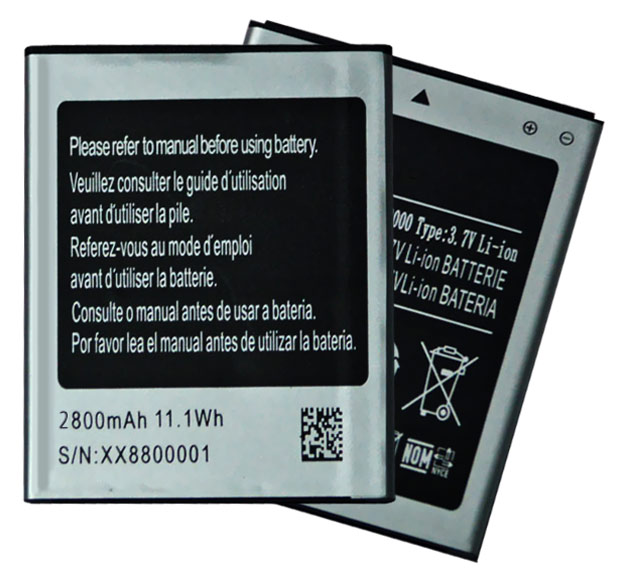 Please refer to manual before using battery.
Veuillez consulter le guide d'utilisation
avant d'utiliser la pile.
Referez-vous au mode d'emploi
avant d'utiliser la batterie.
Consulte o manual antes de usar a bateria.
Por favor lea el manual antes de utilizar la bateria.
2800mAh 11.1Wh
S/N:XX8800001
000 Type:3.7V Li-ion
V Li-ion BATTERIE
V Li-ion BATERIA
NOM
NYCE